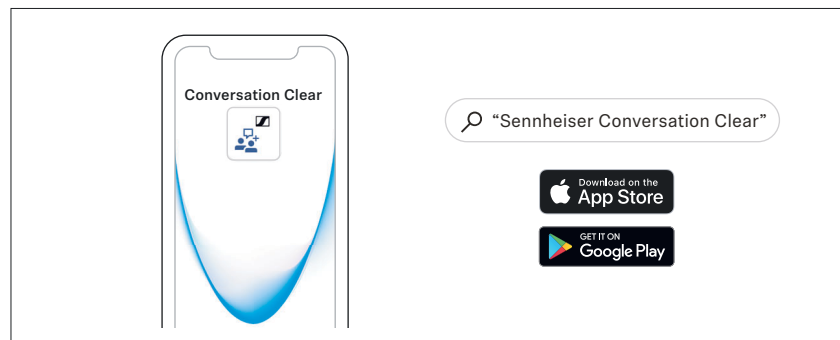 Conversation Clear
“Sennheiser Conversation Clear”
Download on the
App Store
GET IT ON
Google Play